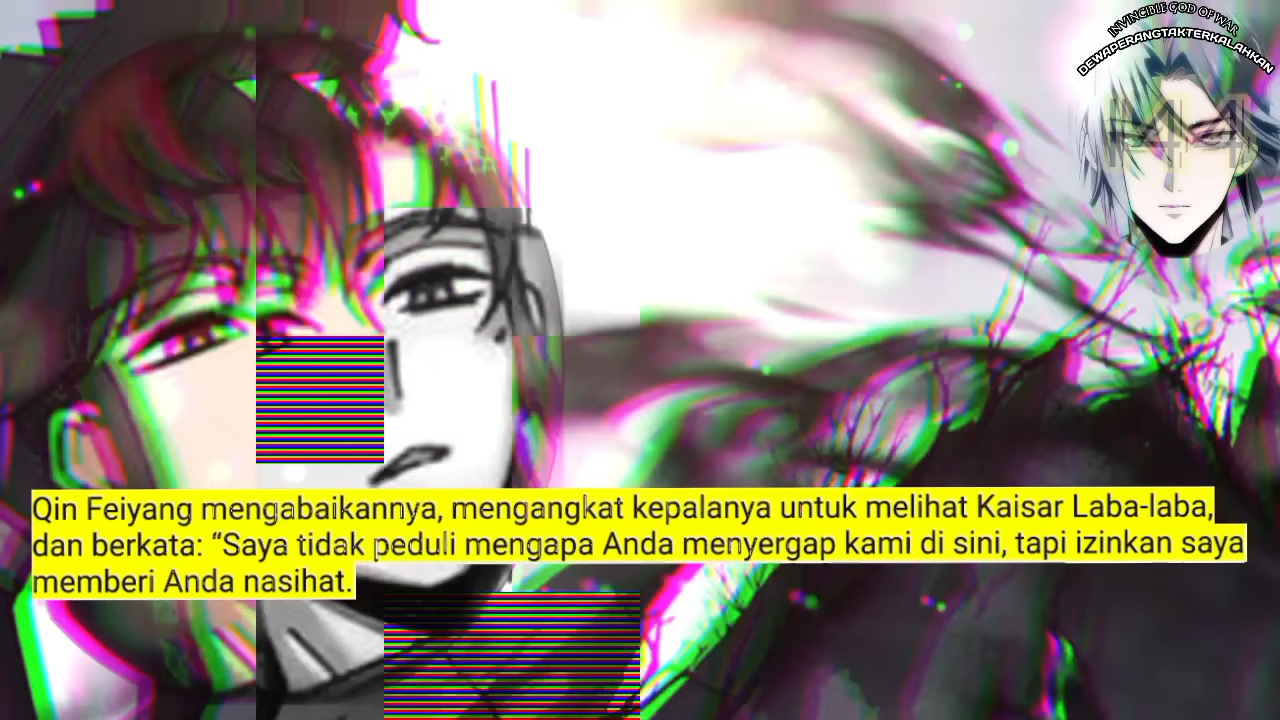 INVINCIBLE GOD OF WAR
DEWAPERANGTAKTERKALAHKAN
144
Qin Feiyang mengabaikannya, mengangkat kepalanya untuk melihat Kaisar Laba-laba,
dan berkata: “Saya tidak peduli mengapa Anda menyergap kami di sini, tapi izinkan saya
memberi Anda nasihat.